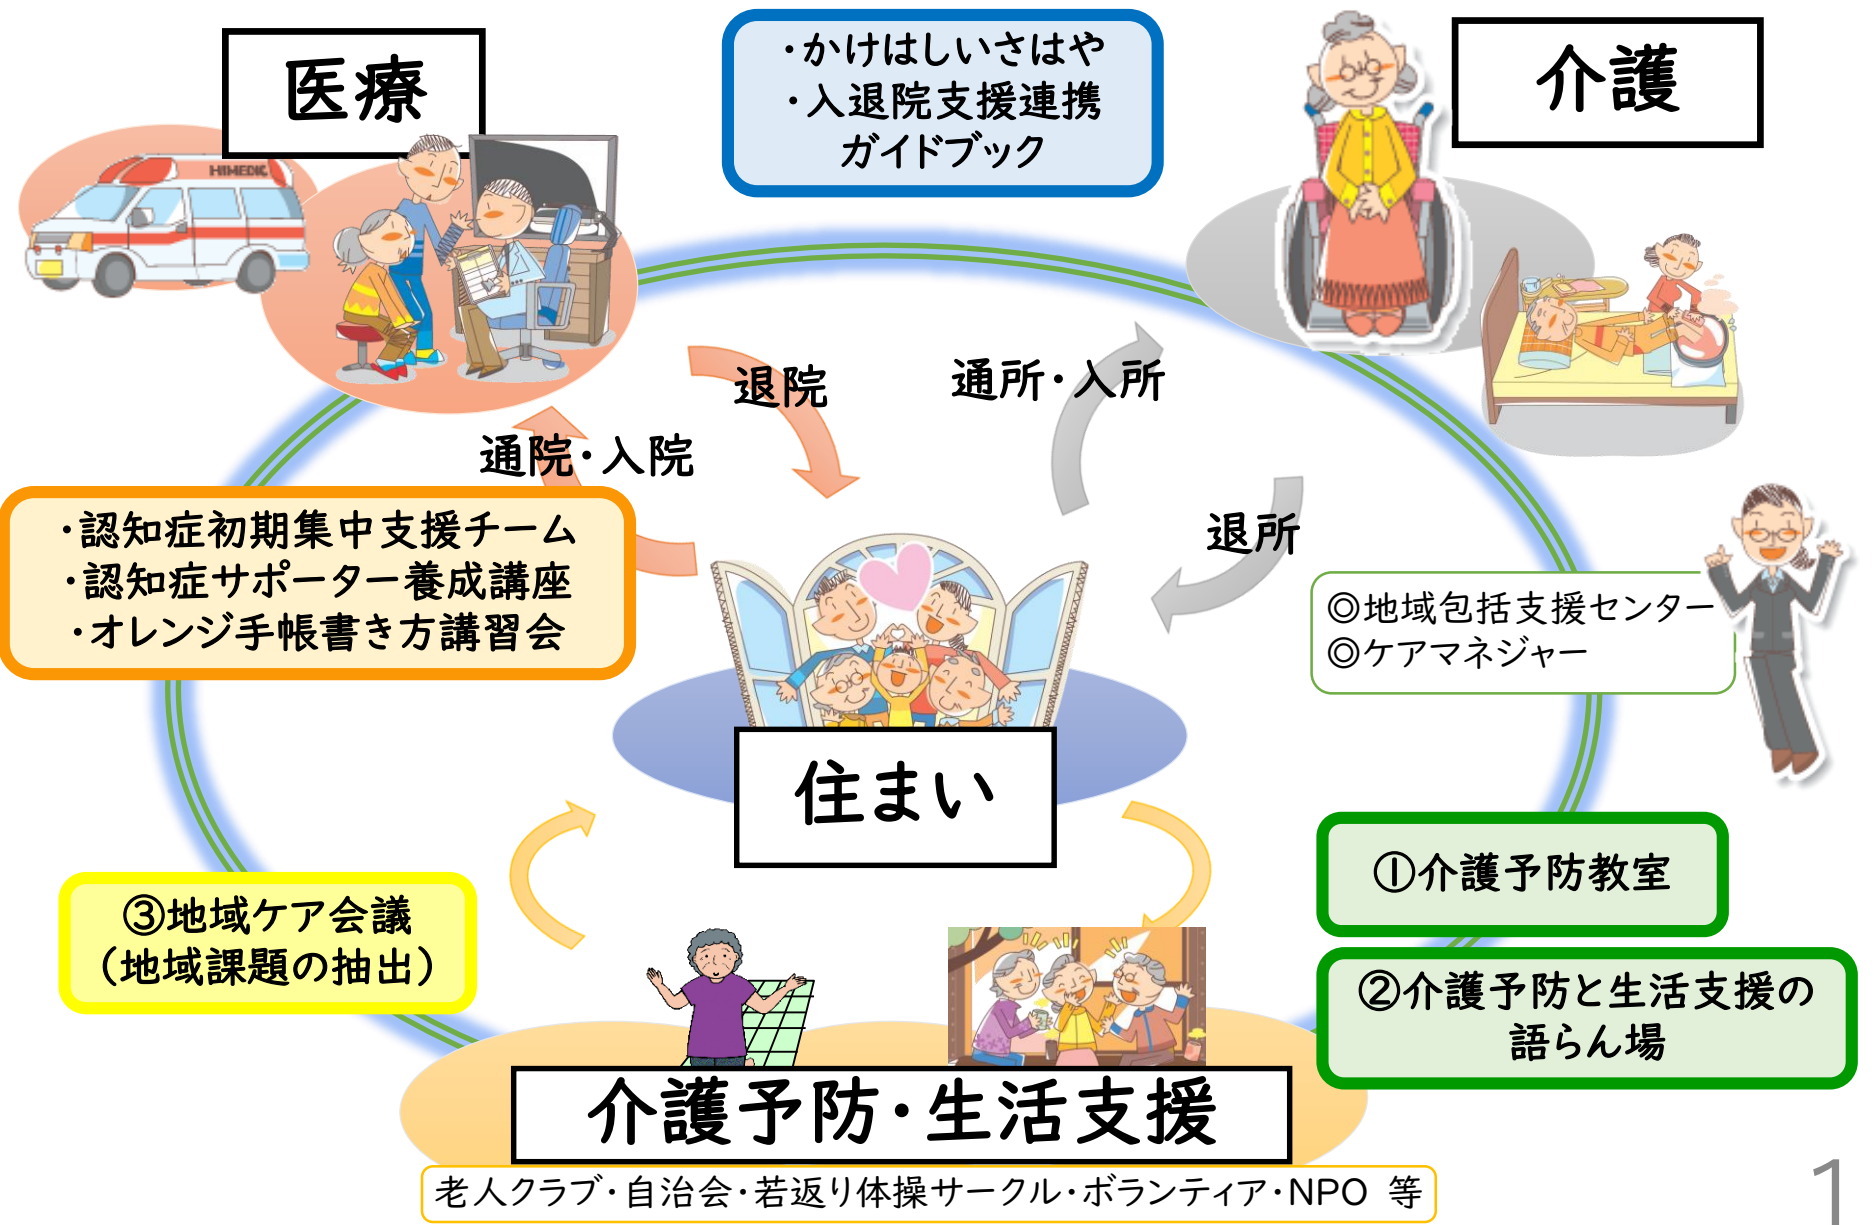 医療
・かけはしいさはや
・入退院支援連携
ガイドブック
介護
HIMEDIC
退院
通所・入所
通院・入院
退所
・認知症初期集中支援チーム
・認知症サポーター養成講座
・オレンジ手帳書き方講習会
◎地域包括支援センター
◎ケアマネジャー
住まい
①介護予防教室
③地域ケア会議
（地域課題の抽出）
②介護予防と生活支援の
語らん場
介護予防・生活支援
老人クラブ・自治会・若返り体操サークル・ボランティア・NPO 等
1